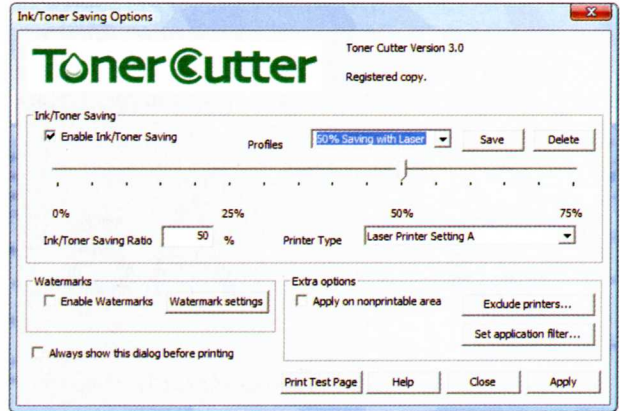 Ink/Toner Saving Options
TonerCutter
Toner Cutter Version 3.0
Registered copy.
Ink/Toner Saving
Enable Ink/Toner Saving
Profiles
50% Saving with Laser
Save
Delete
0%
25%
50%
75%
Ink/Toner Saving Ratio
50
%
Printer Type
Laser Printer Setting A
Watermarks
Enable Watermarks
Watermark settings
Extra options
Apply on nonprintable area
Exclude printers...
Set application filter...
Always show this dialog before printing
Print Test Page
Help
Close
Apply